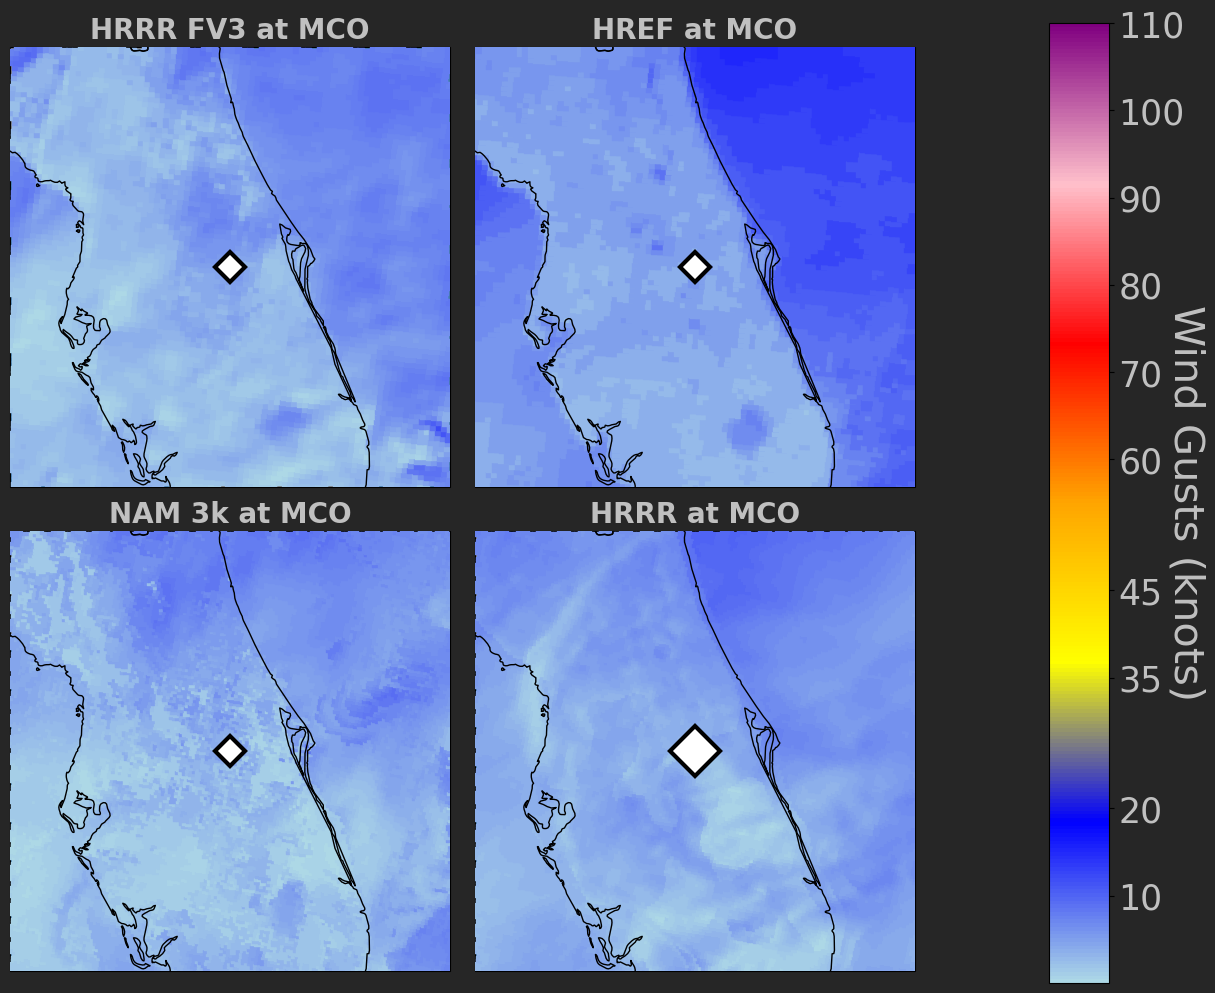 HRRR FV3 at MCO
HREF at MCO
NAM 3k at MCO
HRRR at MCO
110
100
90
80
70
60
45
35
20
10
Wind Gusts (knots)